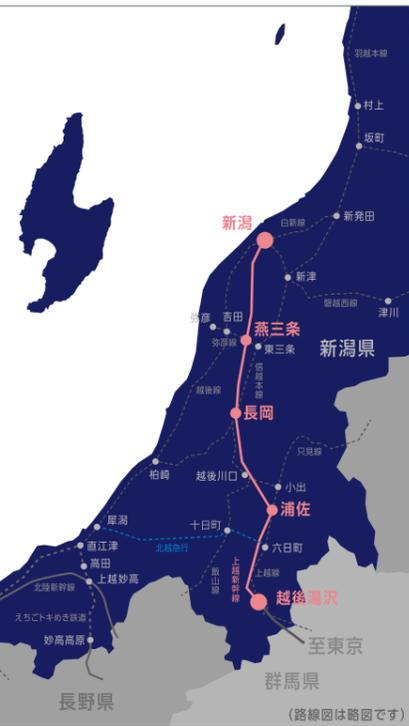 羽越本線
村上
坂町
新発田
新潟
白新線
新津
磐越西線
津川
弥彦
吉田
燕三条
弥彦線
東三条
新潟県
越後線
信越本線
長岡
只見線
柏崎
越後川口
小出
浦佐
犀潟
十日町
直江津
北越急行
六日町
高田
上越妙高
飯山線
上越新幹線
上越線
北陸新幹線
越後湯沢
えちごトキめき鉄道
妙高高原
至東京
群馬県
長野県
(路線図は略図です)